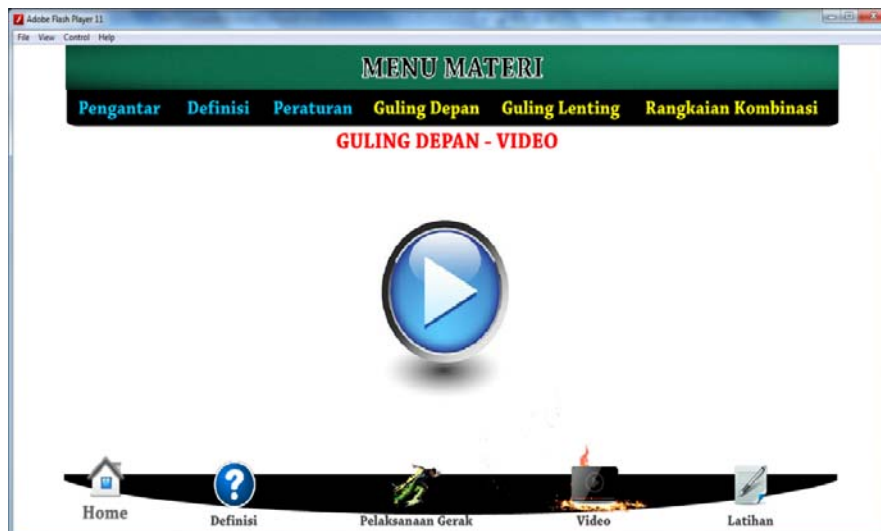 Adobe Flash Player 11
File View Control Help
MENU MATERI
Pengantar Definisi Peraturan Guling Depan Guling Lenting Rangkaian Kombinasi
GULING DEPAN - VIDEO
Home Definisi Pelaksanaan Gerak Video Latihan